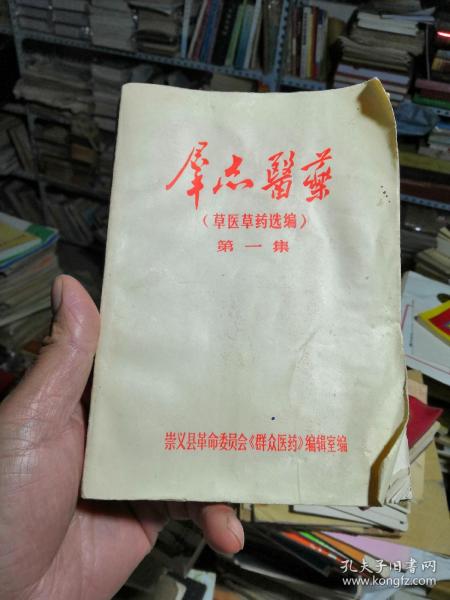 羣众醫藥
（草医草药选编）
第一集
崇义县革命委员会《群众医药》编辑室编
孔夫子旧书网
www.kongfz.com